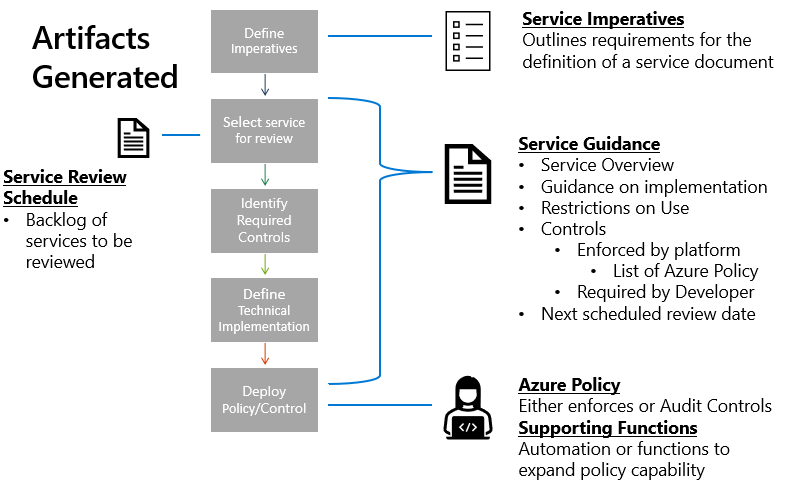 Artifacts
Generated
Define
Imperatives
Select service
for review
Identify
Required
Controls
Define
Technical
Implementation
Deploy
Policy/Control
Service Review
Schedule
• Backlog of
services to be
reviewed
Service Imperatives
Outlines requirements for the
definition of a service document
Service Guidance
• Service Overview
• Guidance on implementation
• Restrictions on Use
• Controls
• Enforced by platform
• List of Azure Policy
• Required by Developer
• Next scheduled review date
</>
Azure Policy
Either enforces or Audit Controls
Supporting Functions
Automation or functions to
expand policy capability